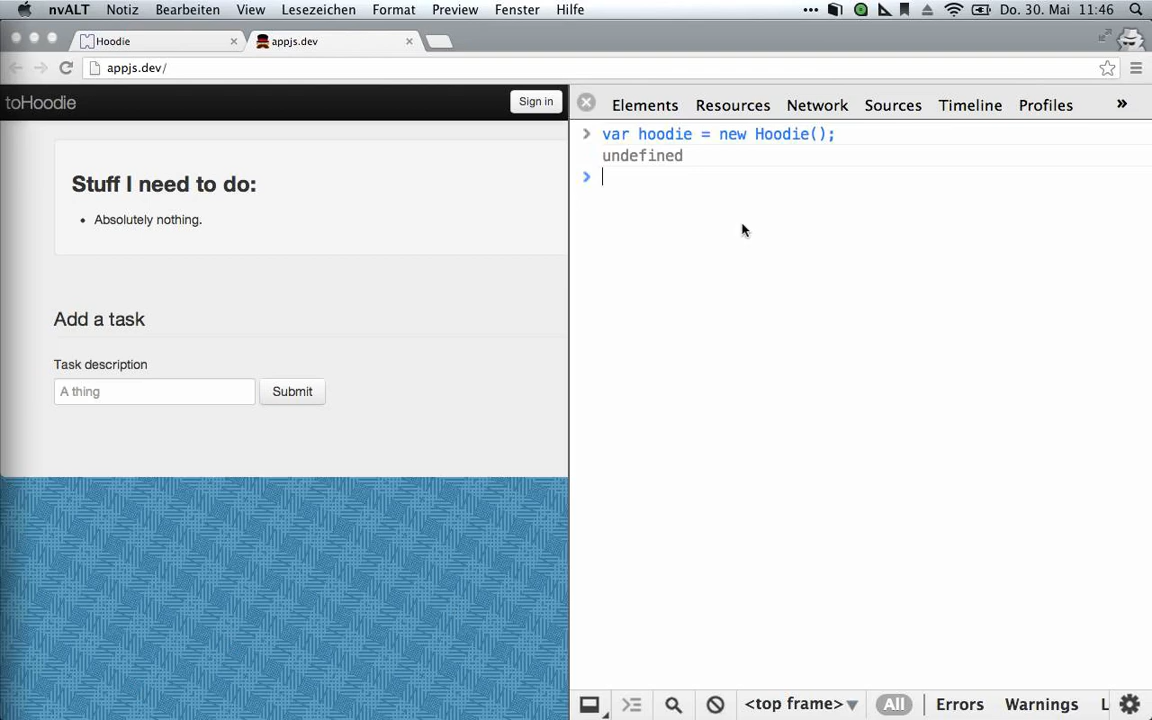 nvALT Notiz Bearbeiten View Lesezeichen Format Preview Fenster Hilfe Do. 30. Mai 11:46
Hoodie appjs.dev
appjs.dev/
toHoodie Sign in
Stuff I need to do:
• Absolutely nothing.
Add a task
Task description
A thing Submit
Elements Resources Network Sources Timeline Profiles »
> var hoodie = new Hoodie();
undefined
>
<top frame> All Errors Warnings L